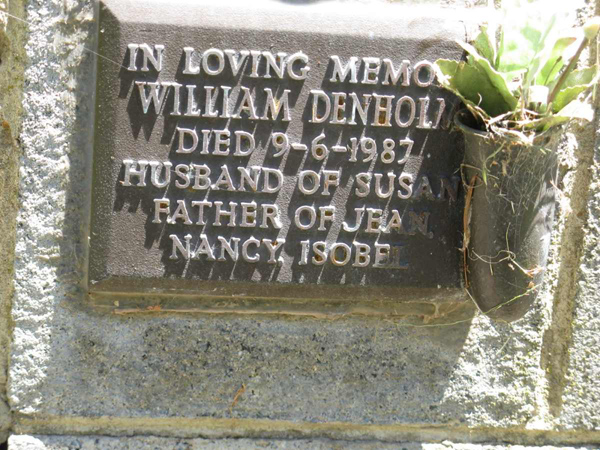 IN LOVING MEMO
WILLIAM DENHOLM
DIED 9-6-1987
HUSBAND OF SUSAN
FATHER OF JEAN,
NANCY, ISOBEL